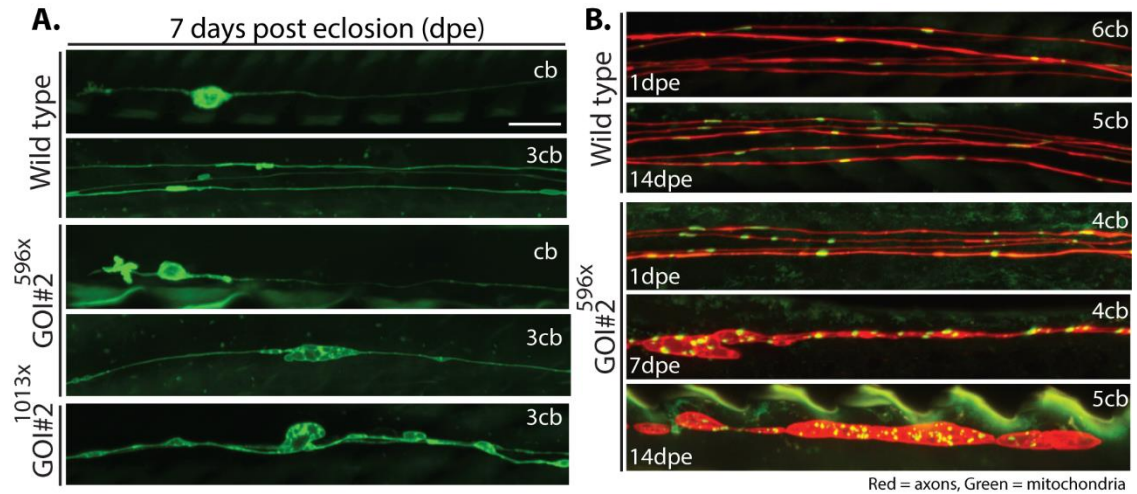 A.
7 days post eclosion (dpe)
Wild type
cb
3cb
GOI#2 596x
cb
3cb
GOI#2 1013x
3cb
B.
Wild type
6cb
1dpe
5cb
14dpe
GOI#2 596x
4cb
1dpe
4cb
7dpe
5cb
14dpe
Red = axons, Green = mitochondria